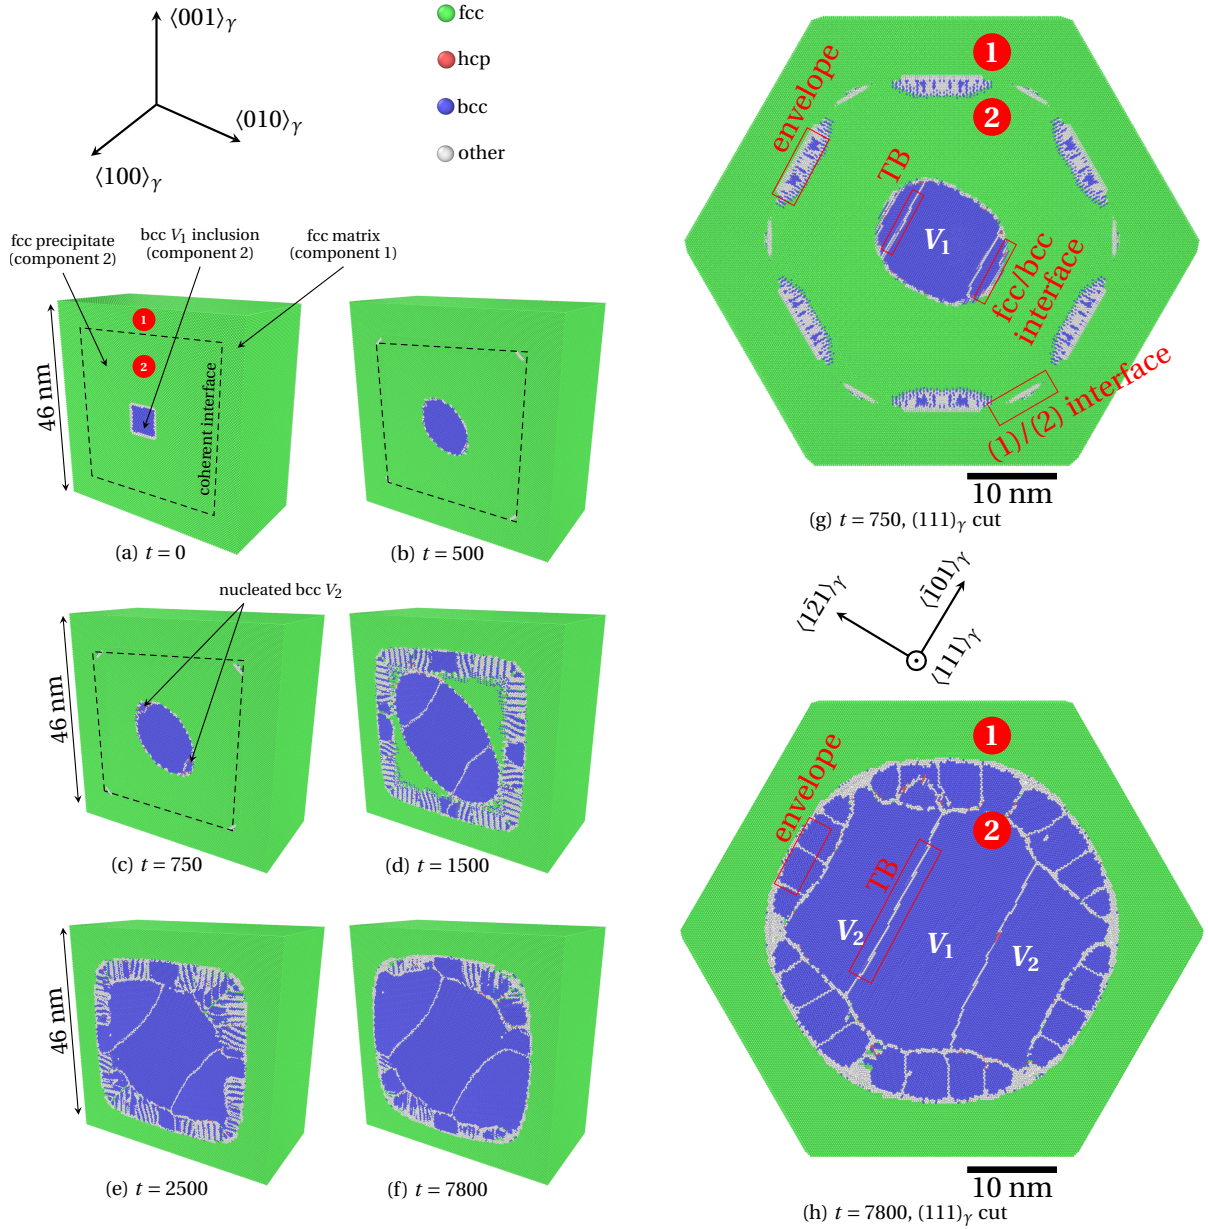 ⟨001⟩γ
⟨010⟩γ
⟨100⟩γ
fcc
hcp
bcc
other
fcc precipitate
(component 2)
bcc V1 inclusion
(component 2)
fcc matrix
(component 1)
1
2
coherent interface
46 nm
(a) t = 0
(b) t = 500
nucleated bcc V2
46 nm
(c) t = 750
(d) t = 1500
46 nm
(e) t = 2500
(f) t = 7800
1
2
envelope
TB
V1
fcc/bcc
interface
(1)/(2) interface
10 nm
(g) t = 750, (111)γ cut
⟨12̄1⟩γ
⟨1̄01⟩γ
⟨111⟩γ
1
2
envelope
TB
V2
V1
V2
10 nm
(h) t = 7800, (111)γ cut